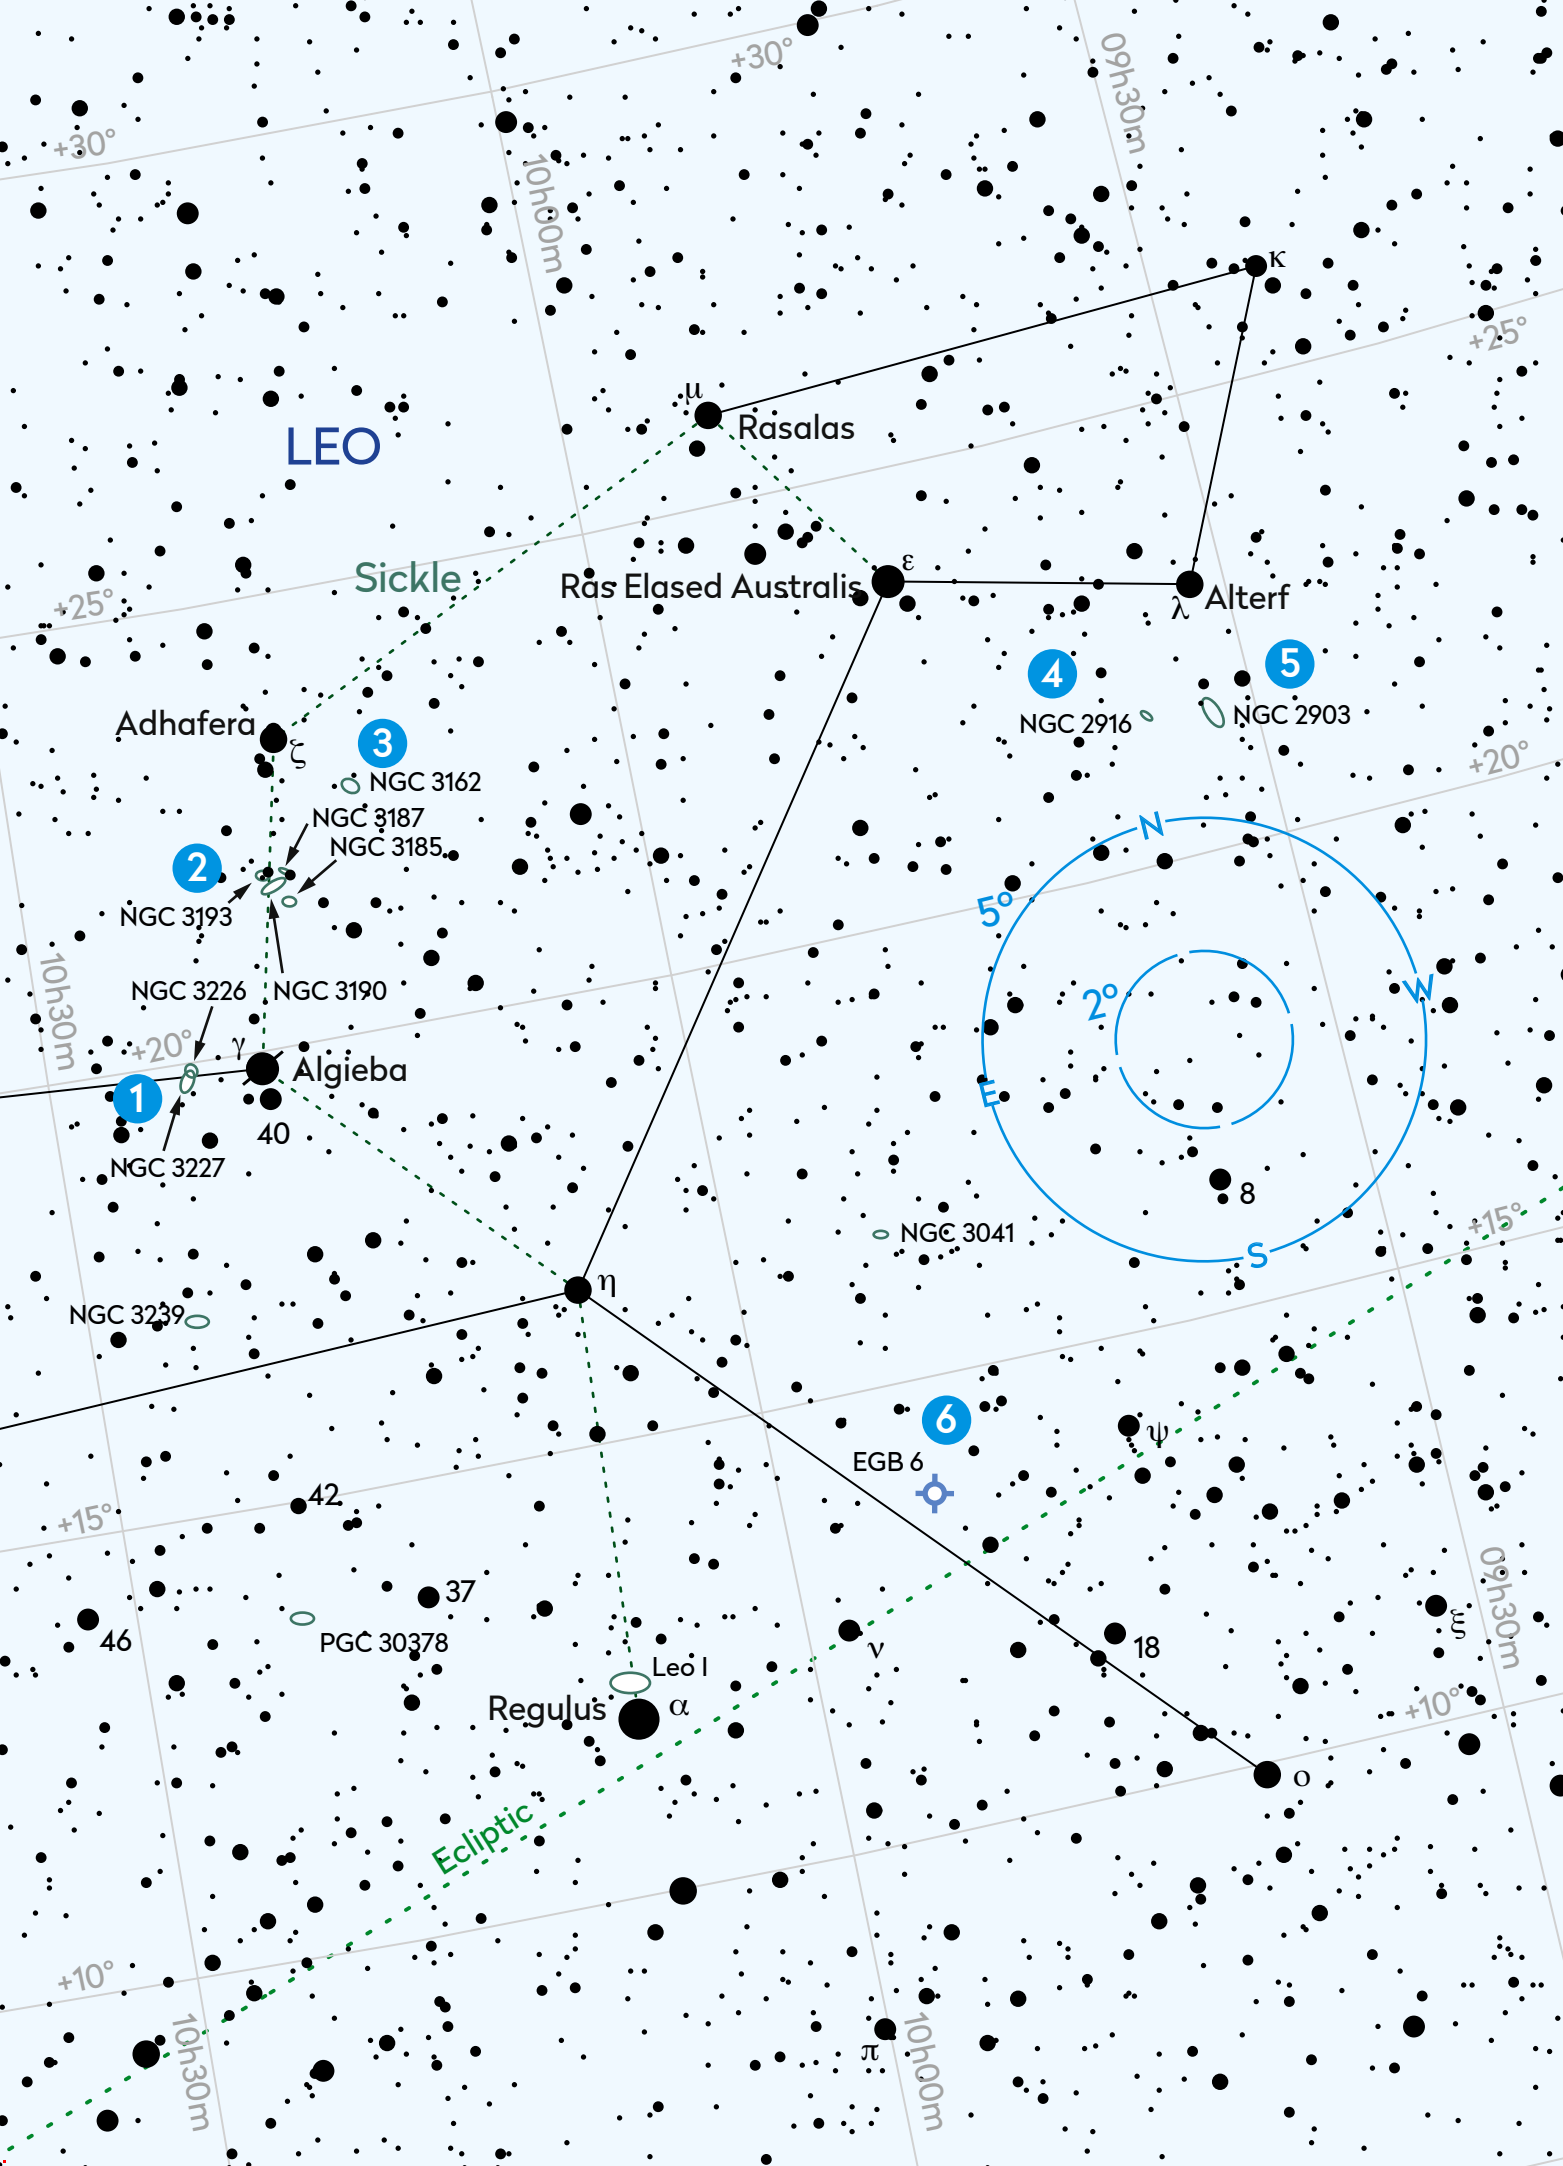 +30°
09h30m
+30°
10h00m
κ
+25°
μ
Rasalas
LEO
ε
Sickle
Ras Elased Australis
+25°
λ
Alterf
5
4
NGC 2916
NGC 2903
Adhafera
ζ
3
+20°
NGC 3162
NGC 3187
NGC 3185
2
N
NGC 3193
5°
10h30m
NGC 3226
NGC 3190
W
2°
+20°
γ
Algieba
1
E
40
NGC 3227
8
+15°
NGC 3041
S
η
NGC 3239
6
ψ
EGB 6
42
+15°
09h30m
37
ξ
46
PGC 30378
ν
18
Leo I
Regulus
α
+10°
ο
Ecliptic
+10°
10h30m
π
10h00m